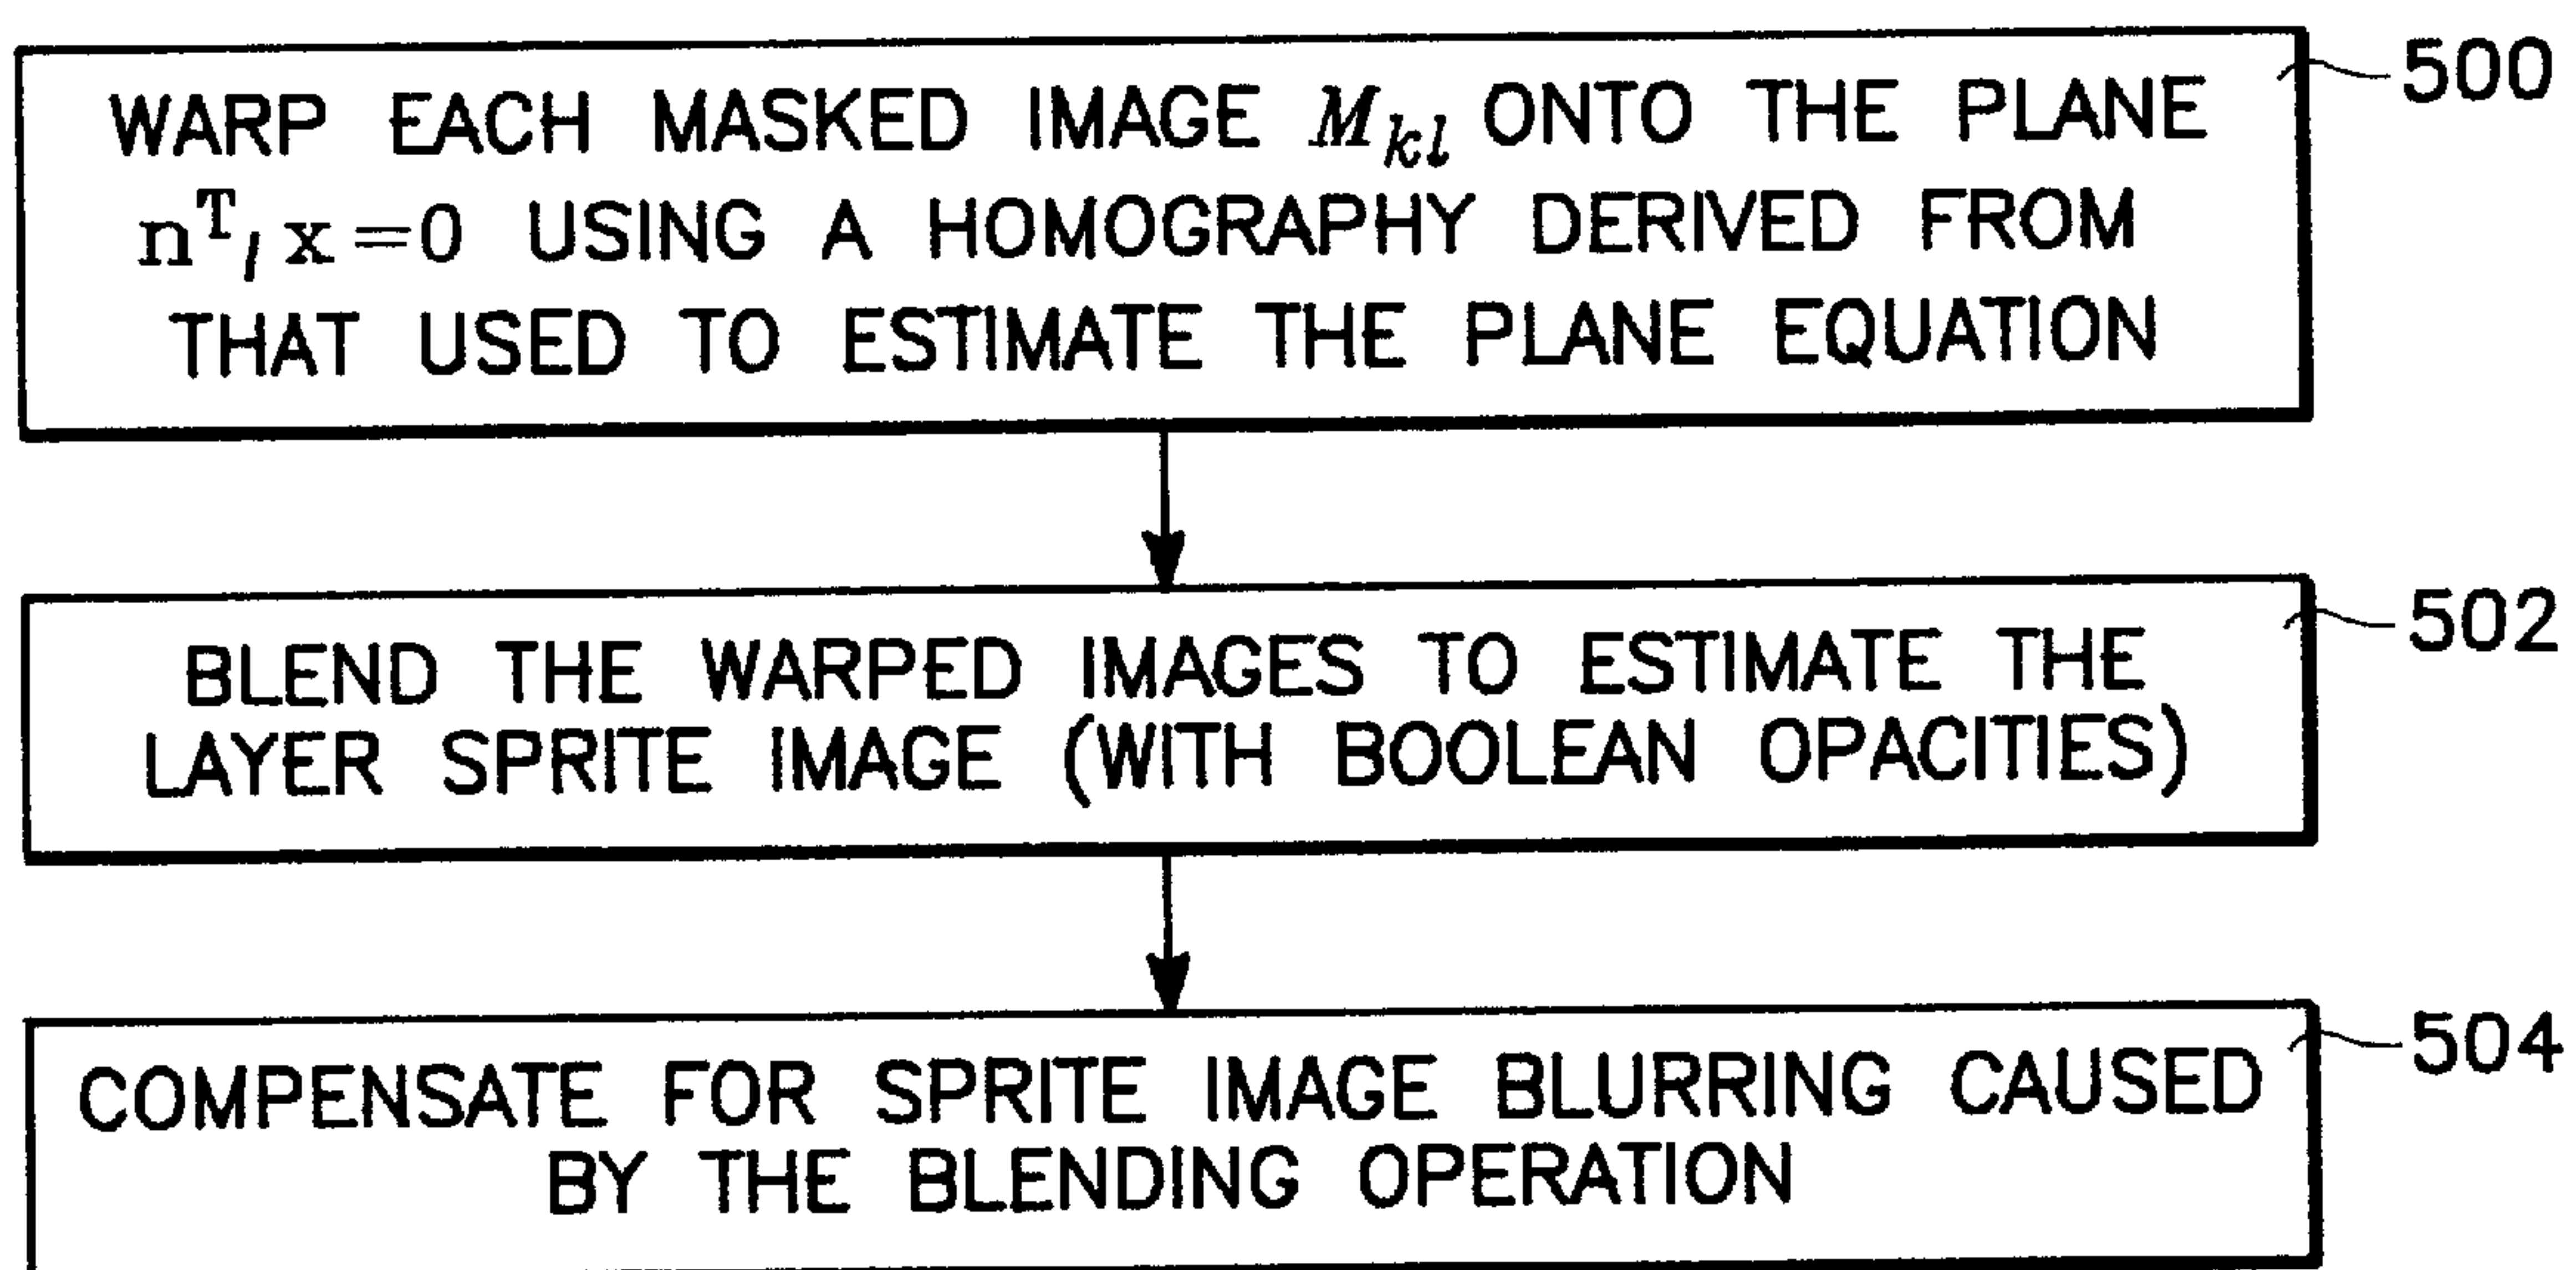 WARP EACH MASKED IMAGE Mkl ONTO THE PLANE
nT l x = 0 USING A HOMOGRAPHY DERIVED FROM
THAT USED TO ESTIMATE THE PLANE EQUATION
500
BLEND THE WARPED IMAGES TO ESTIMATE THE
LAYER SPRITE IMAGE (WITH BOOLEAN OPACITIES)
502
COMPENSATE FOR SPRITE IMAGE BLURRING CAUSED
BY THE BLENDING OPERATION
504